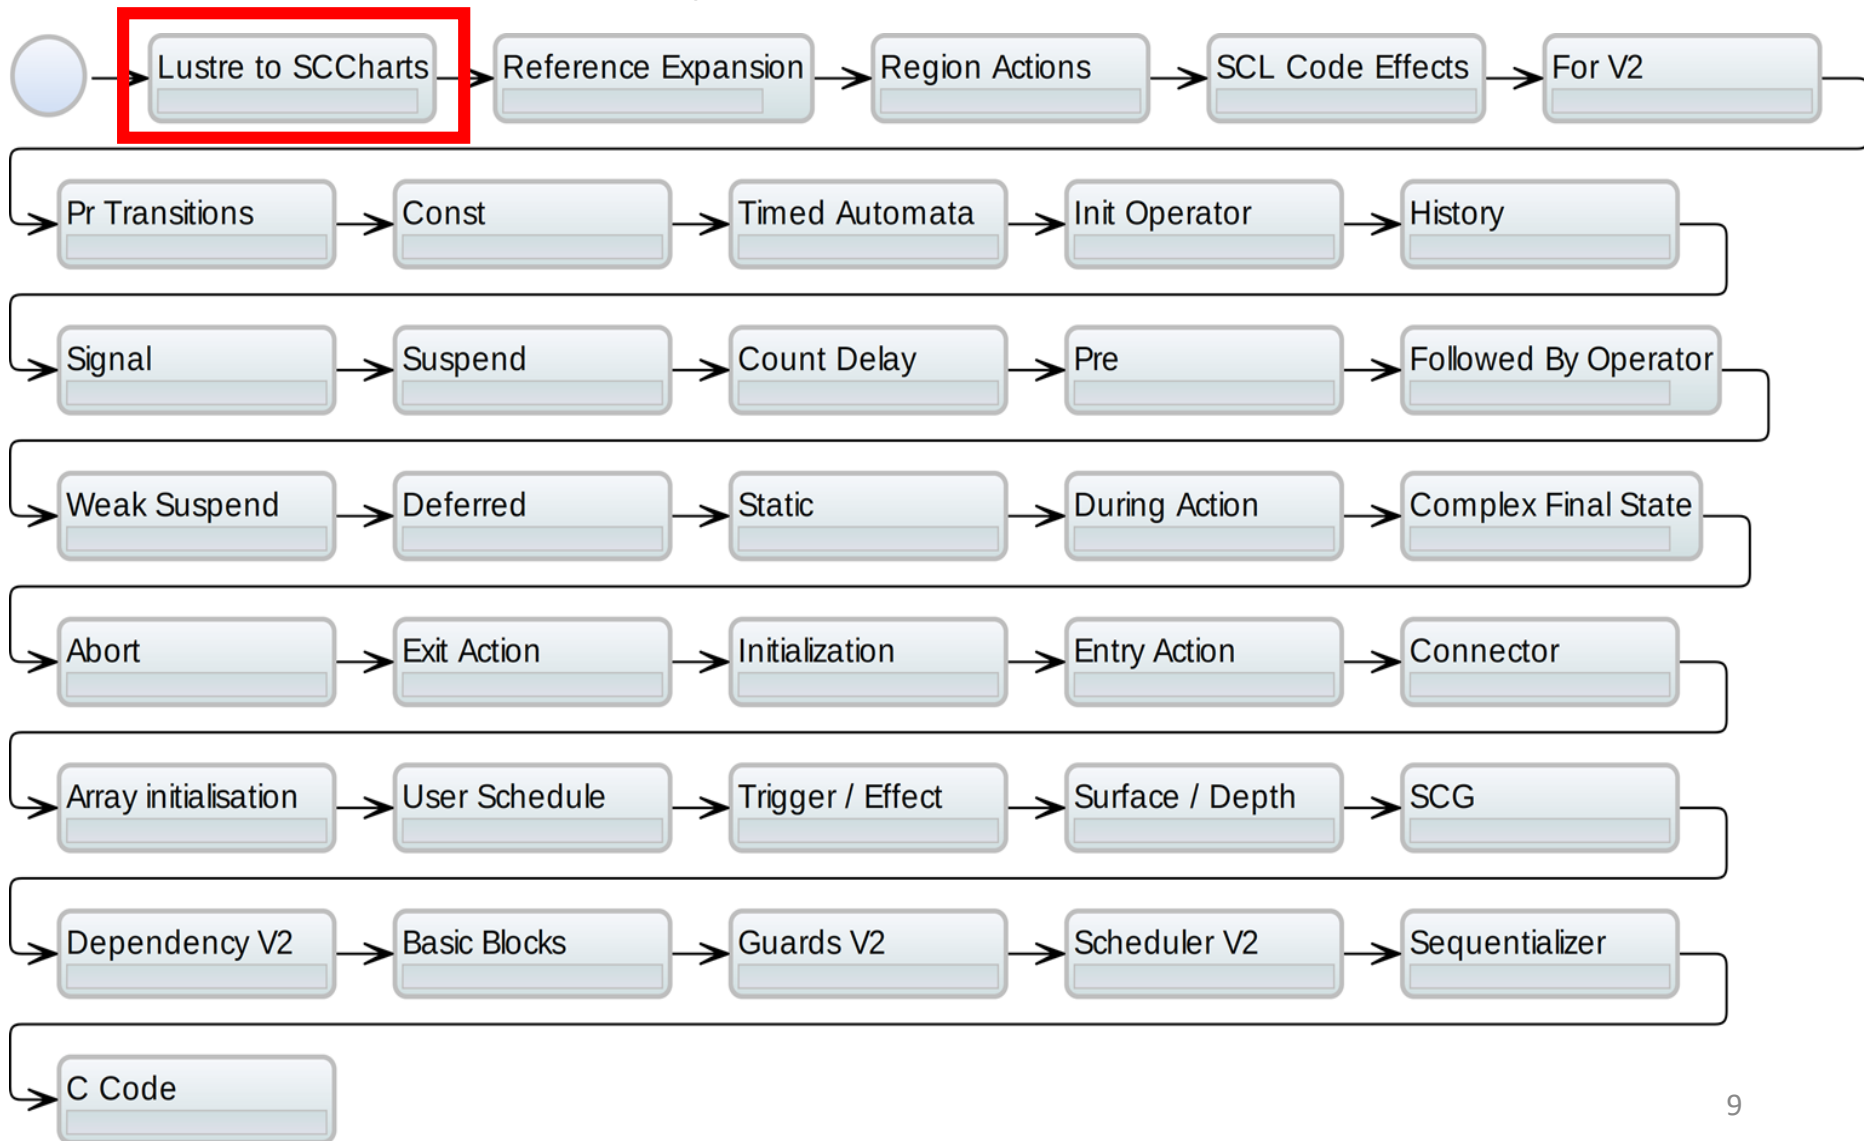 Lustre to SCCharts
Reference Expansion
Region Actions
SCL Code Effects
For V2
Pr Transitions
Const
Timed Automata
Init Operator
History
Signal
Suspend
Count Delay
Pre
Followed By Operator
Weak Suspend
Deferred
Static
During Action
Complex Final State
Abort
Exit Action
Initialization
Entry Action
Connector
Array initialisation
User Schedule
Trigger / Effect
Surface / Depth
SCG
Dependency V2
Basic Blocks
Guards V2
Scheduler V2
Sequentializer
C Code
9